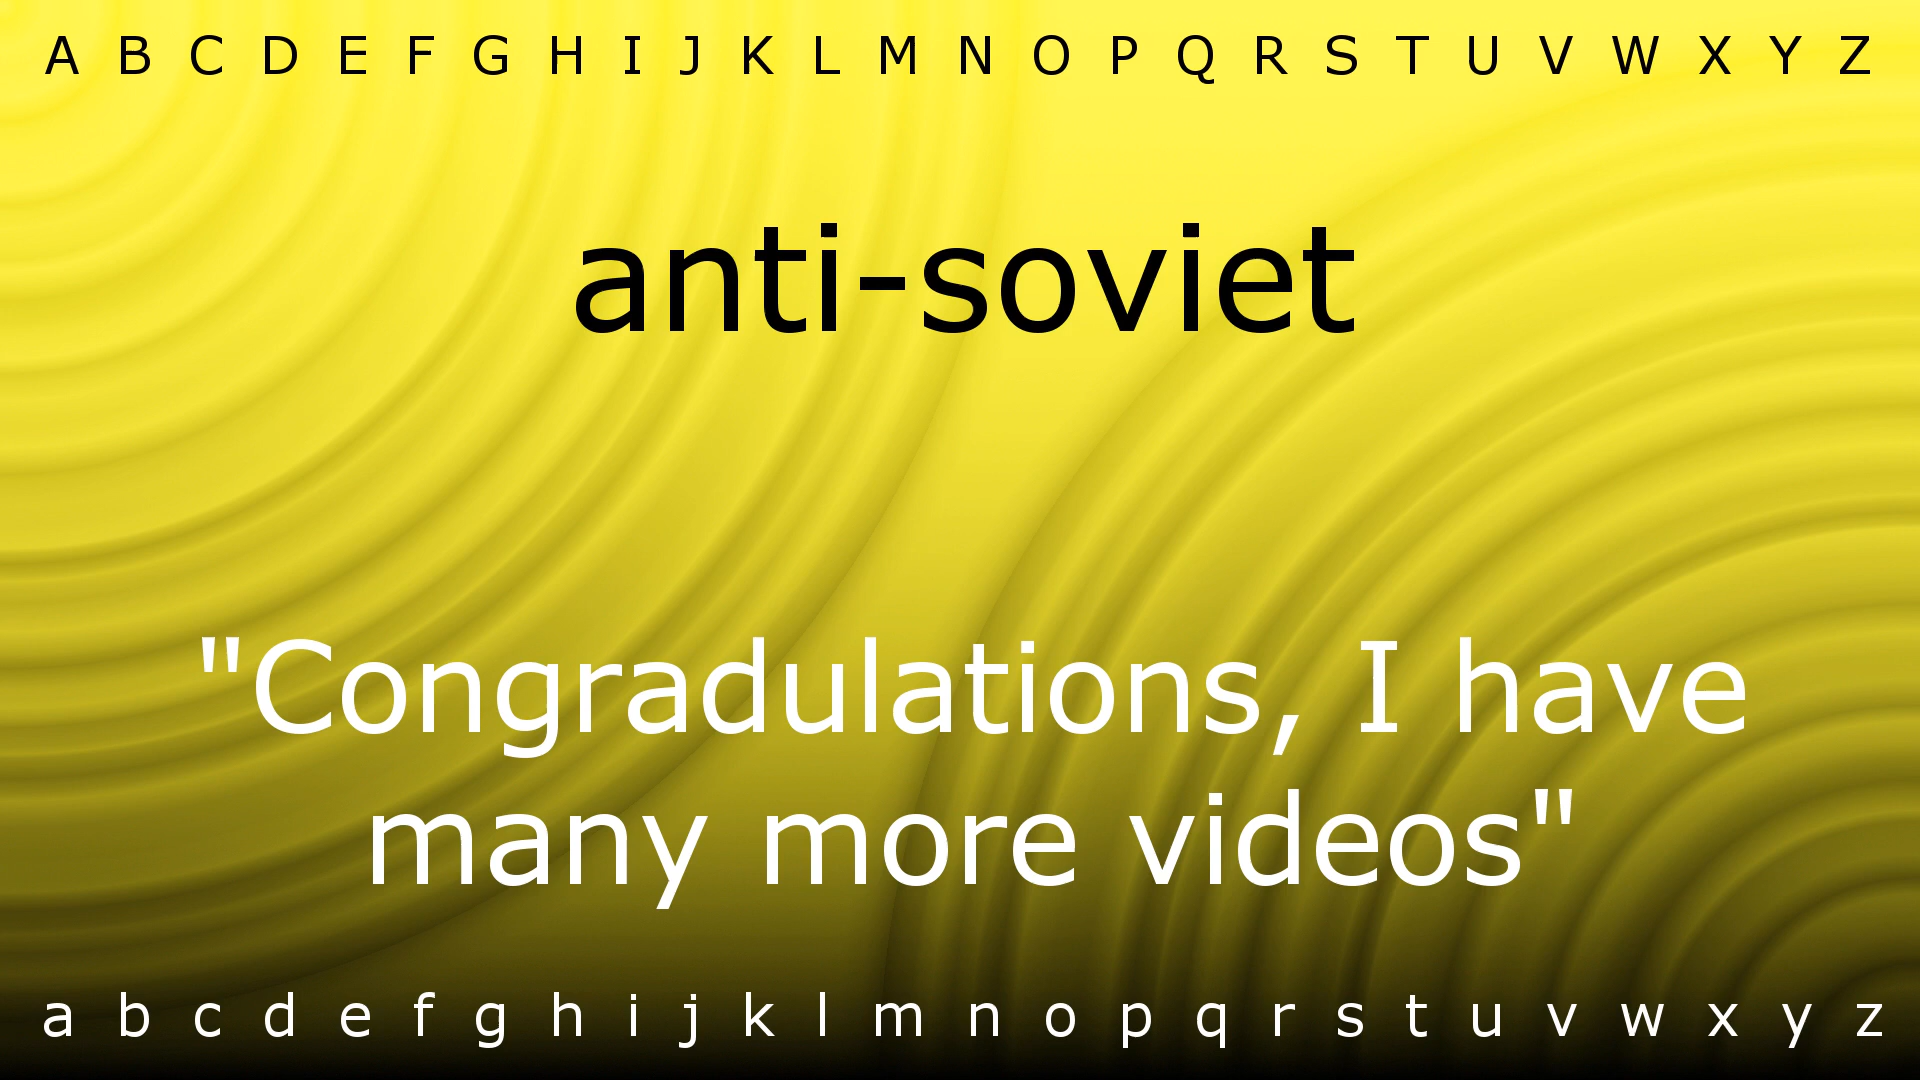 A B C D E F G H I J K L M N O P Q R S T U V W X Y Z
anti-soviet
"Congradulations, I have
many more videos"
a b c d e f g h i j k l m n o p q r s t u v w x y z